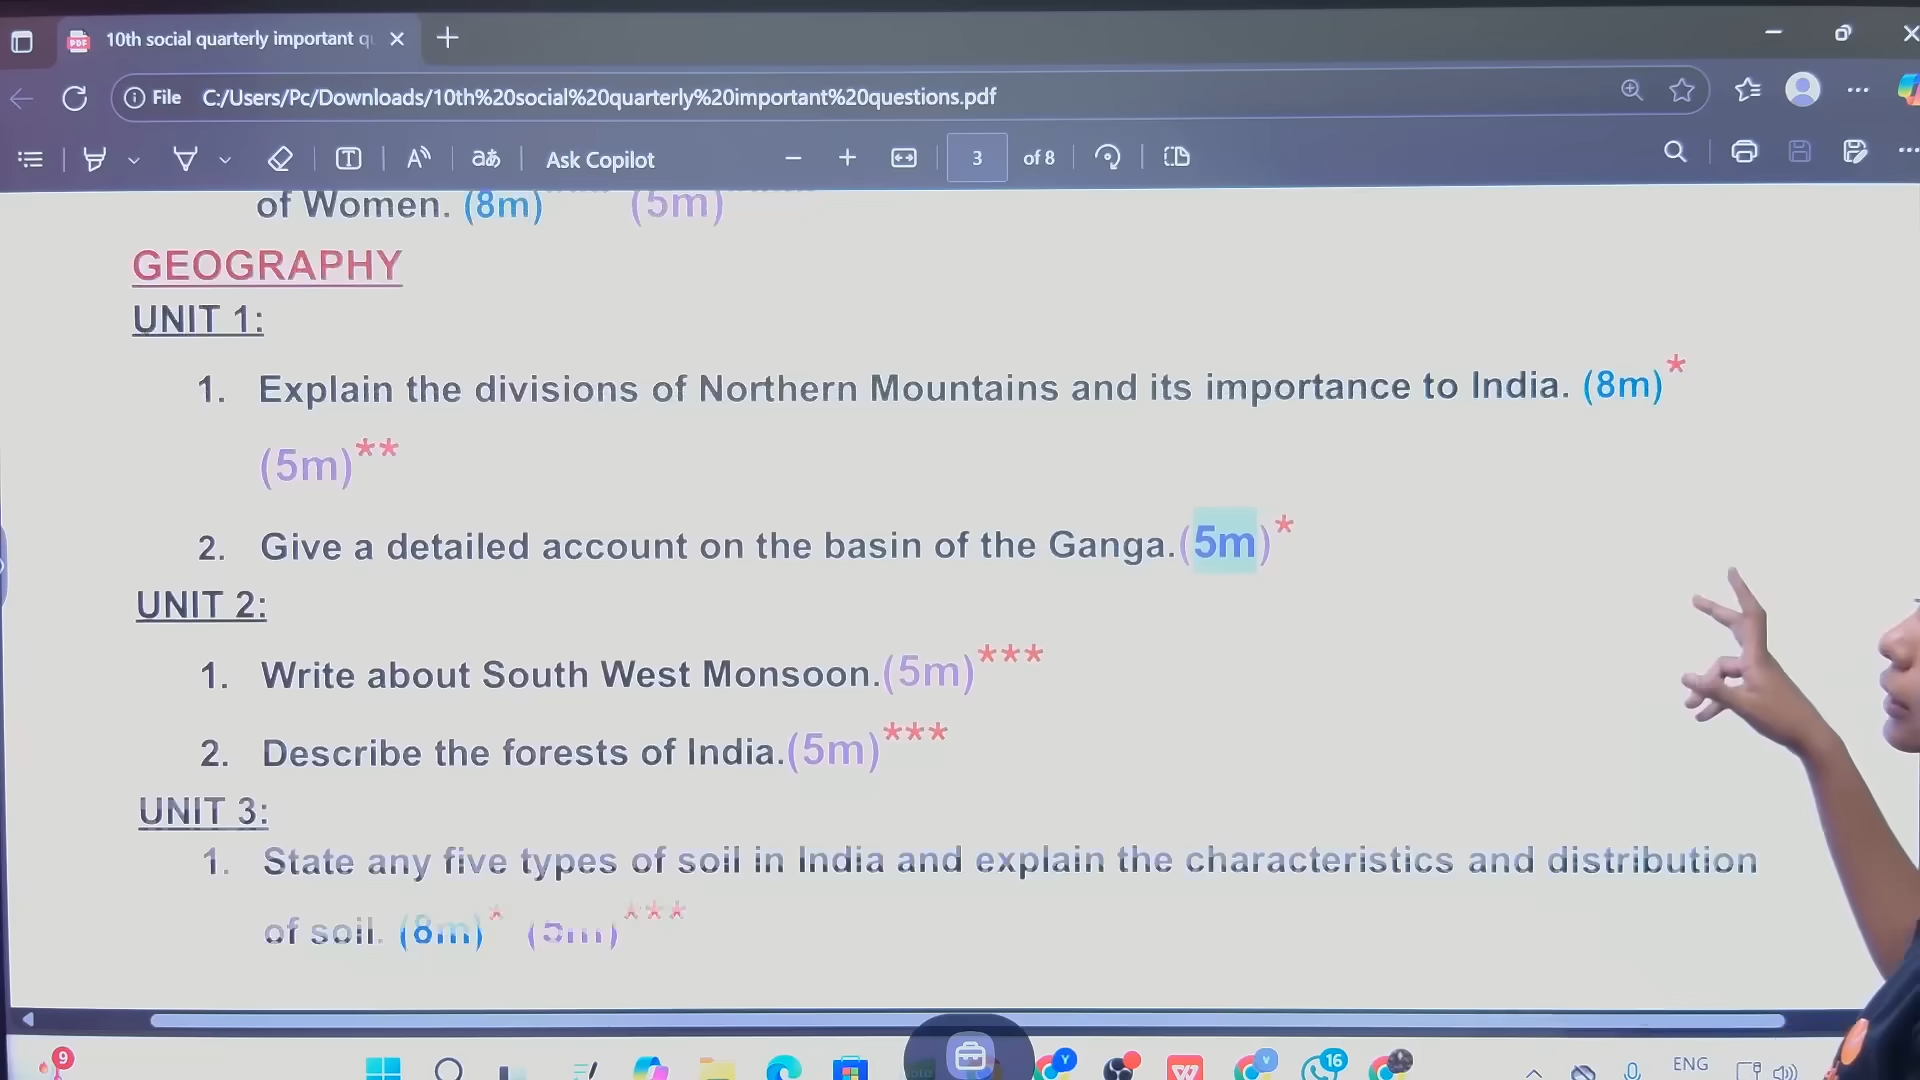 10th social quarterly important q
File C:/Users/Pc/Downloads/10th%20social%20quarterly%20important%20questions.pdf
Ask Copilot 3 of 8
of Women. (8m) (5m)
GEOGRAPHY
UNIT 1:
1. Explain the divisions of Northern Mountains and its importance to India. (8m)*
(5m)**
2. Give a detailed account on the basin of the Ganga.(5m)*
UNIT 2:
1. Write about South West Monsoon.(5m)***
2. Describe the forests of India.(5m)***
UNIT 3:
1. State any five types of soil in India and explain the characteristics and distribution
of soil. (8m)* (5m)***
9 16 ENG